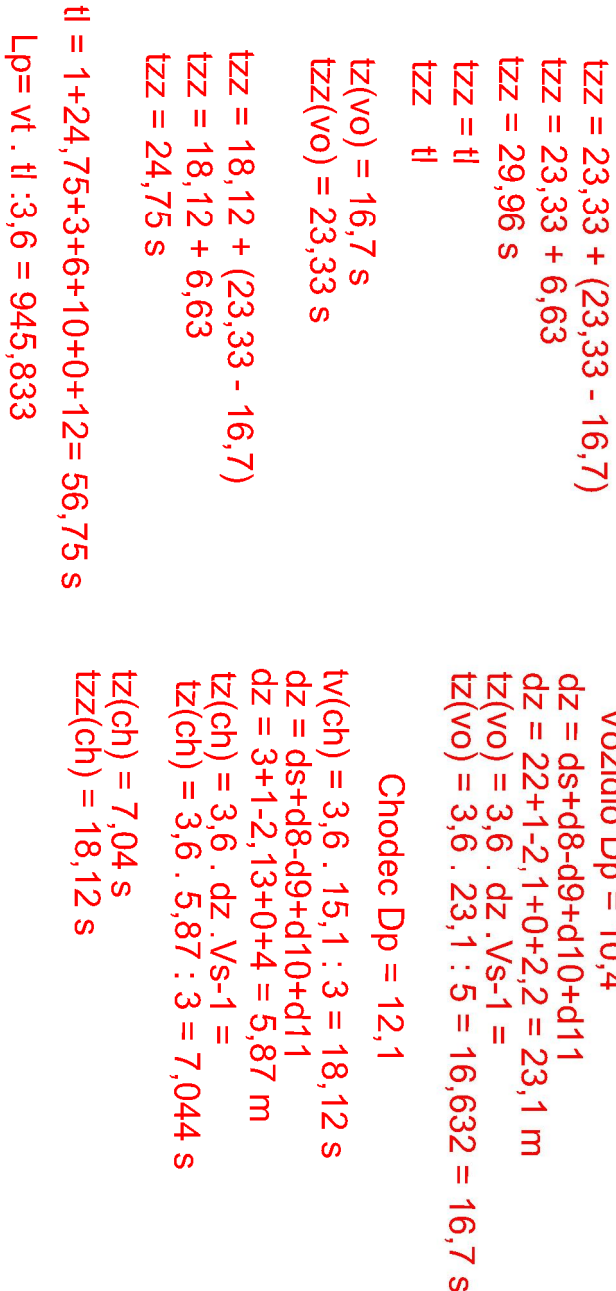 tzz = 23,33 + (23,33 - 16,7)
tzz = 23,33 + 6,63
tzz = 29,96 s
tzz = tl
tzz tl
tz(vo) = 16,7 s
tzz(vo) = 23,33 s
tzz = 18,12 + (23,33 - 16,7)
tzz = 18,12 + 6,63
tzz = 24,75 s
tl = 1+24,75+3+6+10+0+12= 56,75 s
Lp= vt . tl :3,6 = 945,833
Vozidlo Dp = 10,4
dz = ds+d8-d9+d10+d11
dz = 22+1-2,1+0+2,2 = 23,1 m
tz(vo) = 3,6 . dz .Vs-1 =
tz(vo) = 3,6 . 23,1 : 5 = 16,632 = 16,7 s
Chodec Dp = 12,1
tv(ch) = 3,6 . 15,1 : 3 = 18,12 s
dz = ds+d8-d9+d10+d11
dz = 3+1-2,13+0+4 = 5,87 m
tz(ch) = 3,6 . dz .Vs-1 =
tz(ch) = 3,6 . 5,87 : 3 = 7,044 s
tz(ch) = 7,04 s
tzz(ch) = 18,12 s